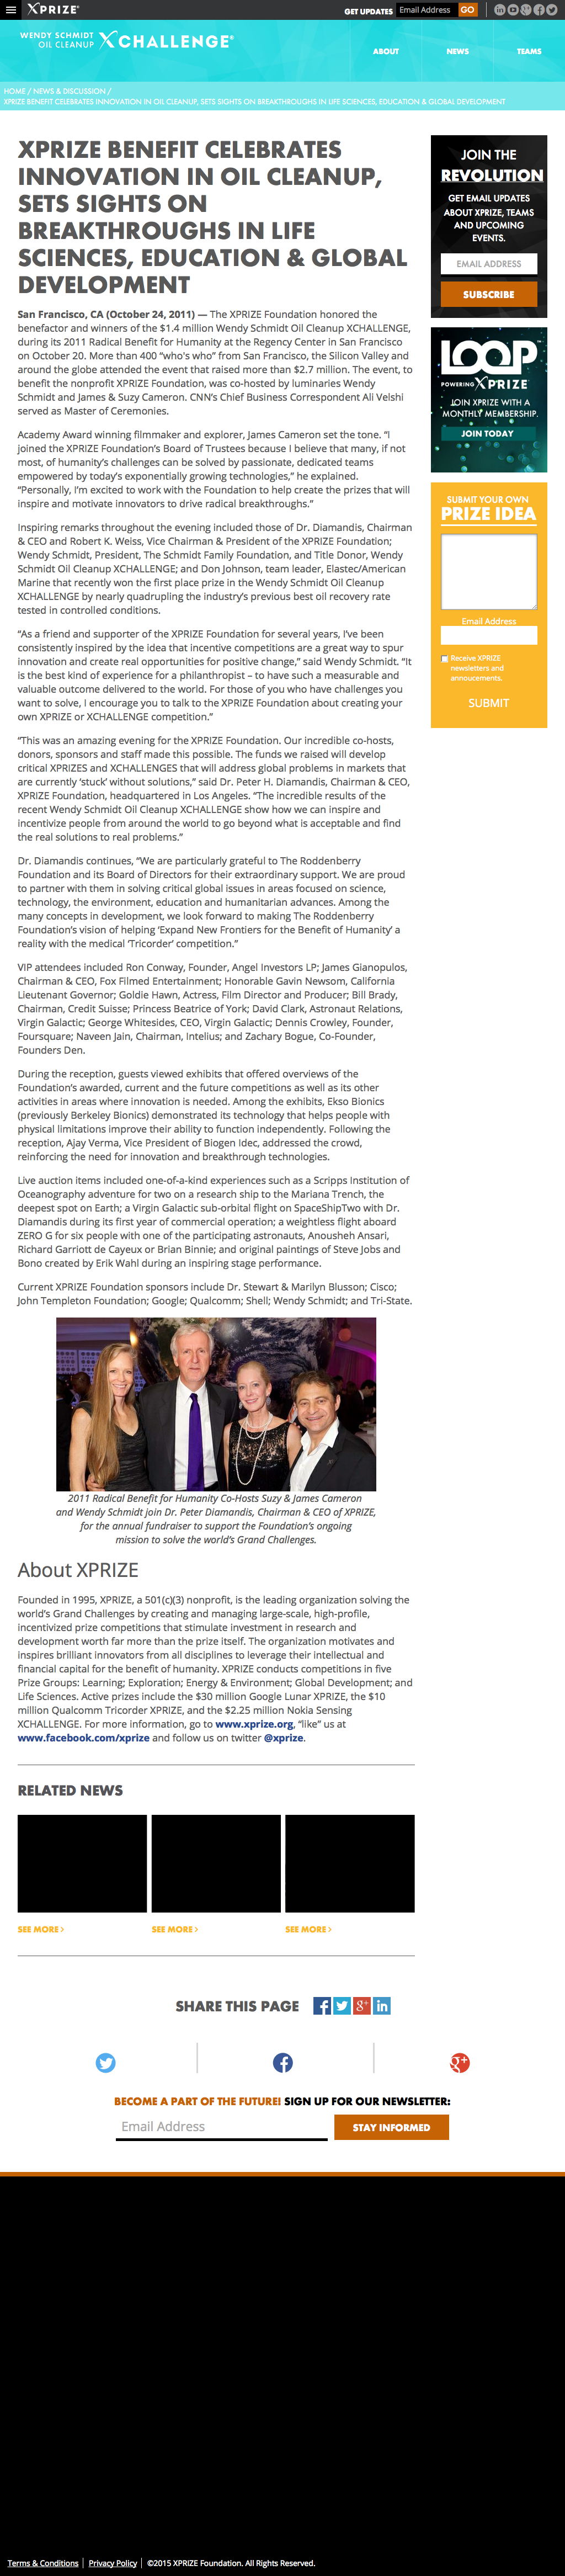 XPRIZE
GET UPDATES
Email Address
GO
WENDY SCHMIDT
OIL CLEANUP
XCHALLENGE®
ABOUT
NEWS
TEAMS
HOME / NEWS & DISCUSSION /
XPRIZE BENEFIT CELEBRATES INNOVATION IN OIL CLEANUP, SETS SIGHTS ON BREAKTHROUGHS IN LIFE SCIENCES, EDUCATION & GLOBAL DEVELOPMENT
XPRIZE BENEFIT CELEBRATES
INNOVATION IN OIL CLEANUP,
SETS SIGHTS ON
BREAKTHROUGHS IN LIFE
SCIENCES, EDUCATION & GLOBAL
DEVELOPMENT
San Francisco, CA (October 24, 2011) — The XPRIZE Foundation honored the
benefactor and winners of the $1.4 million Wendy Schmidt Oil Cleanup XCHALLENGE,
during its 2011 Radical Benefit for Humanity at the Regency Center in San Francisco
on October 20. More than 400 “who's who” from San Francisco, the Silicon Valley and
around the globe attended the event that raised more than $2.7 million. The event, to
benefit the nonprofit XPRIZE Foundation, was co-hosted by luminaries Wendy
Schmidt and James & Suzy Cameron. CNN’s Chief Business Correspondent Ali Velshi
served as Master of Ceremonies.
Academy Award winning filmmaker and explorer, James Cameron set the tone. “I
joined the XPRIZE Foundation’s Board of Trustees because I believe that many, if not
most, of humanity’s challenges can be solved by passionate, dedicated teams
empowered by today’s exponentially growing technologies,” he explained.
“Personally, I’m excited to work with the Foundation to help create the prizes that will
inspire and motivate innovators to drive radical breakthroughs.”
Inspiring remarks throughout the evening included those of Dr. Diamandis, Chairman
& CEO and Robert K. Weiss, Vice Chairman & President of the XPRIZE Foundation;
Wendy Schmidt, President, The Schmidt Family Foundation, and Title Donor, Wendy
Schmidt Oil Cleanup XCHALLENGE; and Don Johnson, team leader, Elastec/American
Marine that recently won the first place prize in the Wendy Schmidt Oil Cleanup
XCHALLENGE by nearly quadrupling the industry’s previous best oil recovery rate
tested in controlled conditions.
“As a friend and supporter of the XPRIZE Foundation for several years, I’ve been
consistently inspired by the idea that incentive competitions are a great way to spur
innovation and create real opportunities for positive change,” said Wendy Schmidt. “It
is the best kind of experience for a philanthropist – to have such a measurable and
valuable outcome delivered to the world. For those of you who have challenges you
want to solve, I encourage you to talk to the XPRIZE Foundation about creating your
own XPRIZE or XCHALLENGE competition.”
“This was an amazing evening for the XPRIZE Foundation. Our incredible co-hosts,
donors, sponsors and staff made this possible. The funds we raised will develop
critical XPRIZES and XCHALLENGES that will address global problems in markets that
are currently ‘stuck’ without solutions,” said Dr. Peter H. Diamandis, Chairman & CEO,
XPRIZE Foundation, headquartered in Los Angeles. “The incredible results of the
recent Wendy Schmidt Oil Cleanup XCHALLENGE show how we can inspire and
incentivize people from around the world to go beyond what is acceptable and find
the real solutions to real problems.”
Dr. Diamandis continues, “We are particularly grateful to The Roddenberry
Foundation and its Board of Directors for their extraordinary support. We are proud
to partner with them in solving critical global issues in areas focused on science,
technology, the environment, education and humanitarian advances. Among the
many concepts in development, we look forward to making The Roddenberry
Foundation’s vision of helping ‘Expand New Frontiers for the Benefit of Humanity’ a
reality with the medical ‘Tricorder’ competition.”
VIP attendees included Ron Conway, Founder, Angel Investors LP; James Gianopulos,
Chairman & CEO, Fox Filmed Entertainment; Honorable Gavin Newsom, California
Lieutenant Governor; Goldie Hawn, Actress, Film Director and Producer; Bill Brady,
Chairman, Credit Suisse; Princess Beatrice of York; David Clark, Astronaut Relations,
Virgin Galactic; George Whitesides, CEO, Virgin Galactic; Dennis Crowley, Founder,
Foursquare; Naveen Jain, Chairman, Intelius; and Zachary Bogue, Co-Founder,
Founders Den.
During the reception, guests viewed exhibits that offered overviews of the
Foundation’s awarded, current and the future competitions as well as its other
activities in areas where innovation is needed. Among the exhibits, Ekso Bionics
(previously Berkeley Bionics) demonstrated its technology that helps people with
physical limitations improve their ability to function independently. Following the
reception, Ajay Verma, Vice President of Biogen Idec, addressed the crowd,
reinforcing the need for innovation and breakthrough technologies.
Live auction items included one-of-a-kind experiences such as a Scripps Institution of
Oceanography adventure for two on a research ship to the Mariana Trench, the
deepest spot on Earth; a Virgin Galactic sub-orbital flight on SpaceShipTwo with Dr.
Diamandis during its first year of commercial operation; a weightless flight aboard
ZERO G for six people with one of the participating astronauts, Anousheh Ansari,
Richard Garriott de Cayeux or Brian Binnie; and original paintings of Steve Jobs and
Bono created by Erik Wahl during an inspiring stage performance.
Current XPRIZE Foundation sponsors include Dr. Stewart & Marilyn Blusson; Cisco;
John Templeton Foundation; Google; Qualcomm; Shell; Wendy Schmidt; and Tri-State.
2011 Radical Benefit for Humanity Co-Hosts Suzy & James Cameron
and Wendy Schmidt join Dr. Peter Diamandis, Chairman & CEO of XPRIZE,
for the annual fundraiser to support the Foundation’s ongoing
mission to solve the world’s Grand Challenges.
About XPRIZE
Founded in 1995, XPRIZE, a 501(c)(3) nonprofit, is the leading organization solving the
world’s Grand Challenges by creating and managing large-scale, high-profile,
incentivized prize competitions that stimulate investment in research and
development worth far more than the prize itself. The organization motivates and
inspires brilliant innovators from all disciplines to leverage their intellectual and
financial capital for the benefit of humanity. XPRIZE conducts competitions in five
Prize Groups: Learning; Exploration; Energy & Environment; Global Development; and
Life Sciences. Active prizes include the $30 million Google Lunar XPRIZE, the $10
million Qualcomm Tricorder XPRIZE, and the $2.25 million Nokia Sensing
XCHALLENGE. For more information, go to www.xprize.org, “like” us at
www.facebook.com/xprize and follow us on twitter @xprize.
JOIN THE
REVOLUTION
GET EMAIL UPDATES
ABOUT XPRIZE, TEAMS
AND UPCOMING
EVENTS.
EMAIL ADDRESS
SUBSCRIBE
LOOP
POWERING XPRIZE
JOIN XPRIZE WITH A
MONTHLY MEMBERSHIP.
JOIN TODAY
SUBMIT YOUR OWN
PRIZE IDEA
Email Address
Receive XPRIZE
newsletters and
annoucements.
SUBMIT
RELATED NEWS
SEE MORE >
SEE MORE >
SEE MORE >
SHARE THIS PAGE
BECOME A PART OF THE FUTURE! SIGN UP FOR OUR NEWSLETTER:
Email Address
STAY INFORMED
Terms & Conditions
Privacy Policy
©2015 XPRIZE Foundation. All Rights Reserved.